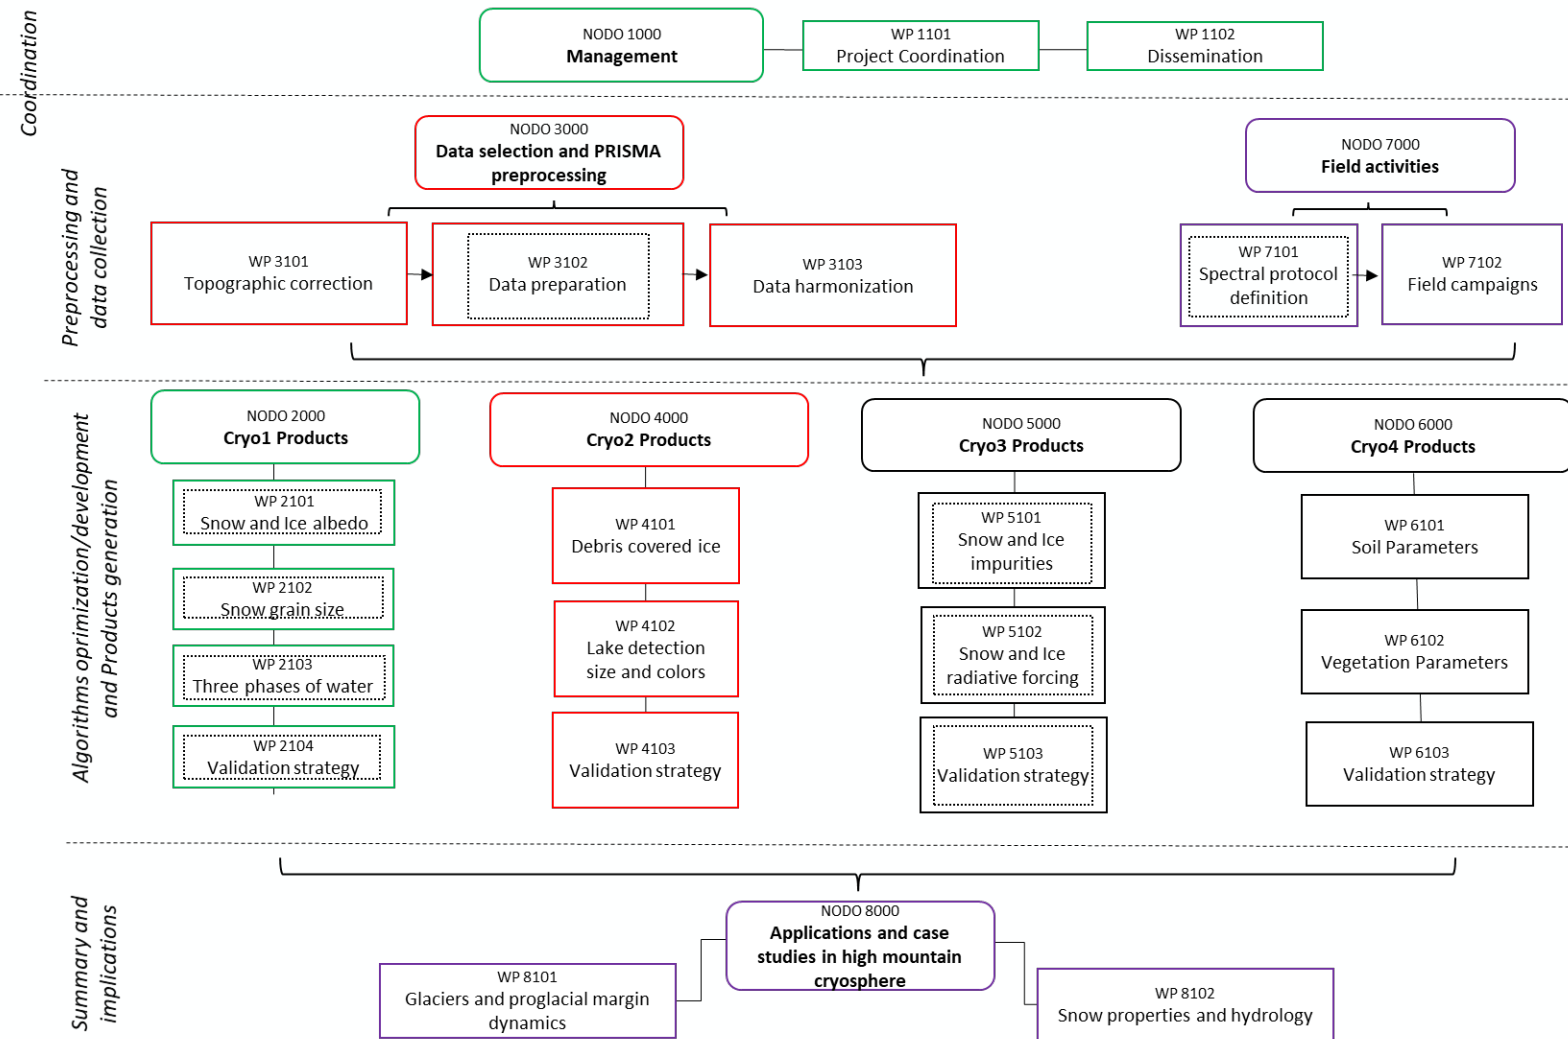 Coordination
NODO 1000
Management
WP 1101
Project Coordination
WP 1102
Dissemination
Preprocessing and
data collection
NODO 3000
Data selection and PRISMA
preprocessing
NODO 7000
Field activities
WP 3101
Topographic correction
WP 3102
Data preparation
WP 3103
Data harmonization
WP 7101
Spectral protocol
definition
WP 7102
Field campaigns
Algorithms oprimization/development
and Products generation
NODO 2000
Cryo1 Products
WP 2101
Snow and Ice albedo
WP 2102
Snow grain size
WP 2103
Three phases of water
WP 2104
Validation strategy
NODO 4000
Cryo2 Products
WP 4101
Debris covered ice
WP 4102
Lake detection
size and colors
WP 4103
Validation strategy
NODO 5000
Cryo3 Products
WP 5101
Snow and Ice
impurities
WP 5102
Snow and Ice
radiative forcing
WP 5103
Validation strategy
NODO 6000
Cryo4 Products
WP 6101
Soil Parameters
WP 6102
Vegetation Parameters
WP 6103
Validation strategy
Summary and
implications
NODO 8000
Applications and case
studies in high mountain
cryosphere
WP 8101
Glaciers and proglacial margin
dynamics
WP 8102
Snow properties and hydrology